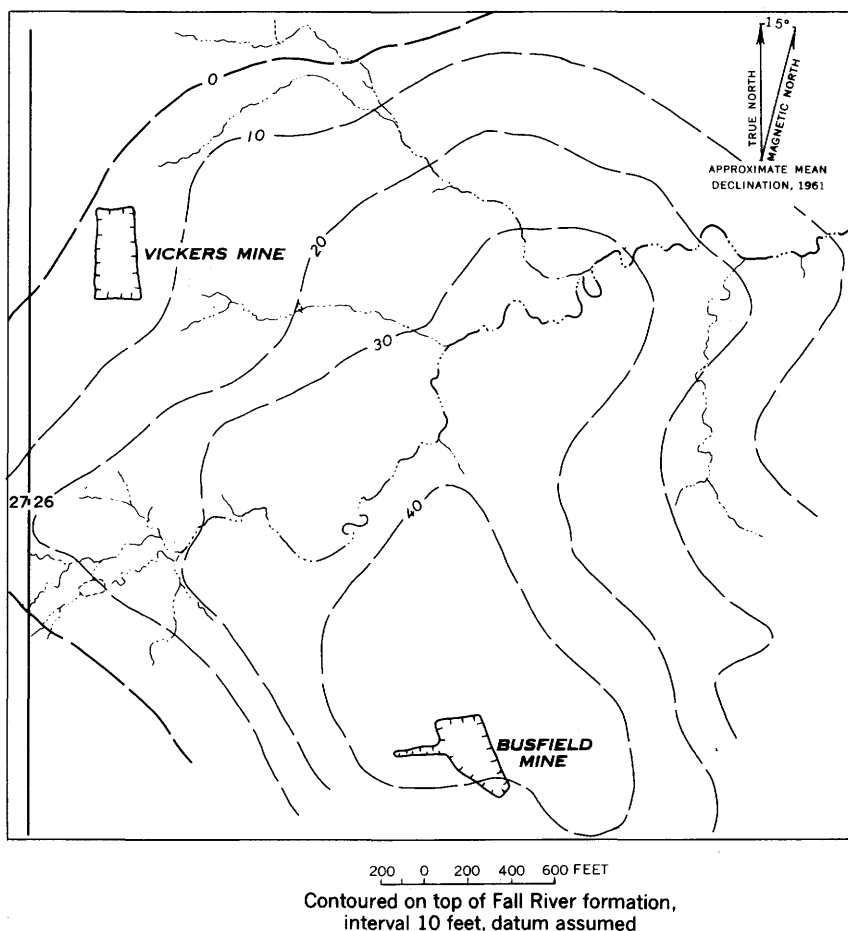 15°
TRUE NORTH
MAGNETIC NORTH
APPROXIMATE MEAN
DECLINATION, 1961
0
10
VICKERS MINE
20
30
27 26
40
BUSFIELD
MINE
200 0 200 400 600 FEET
Contoured on top of Fall River formation,
interval 10 feet, datum assumed